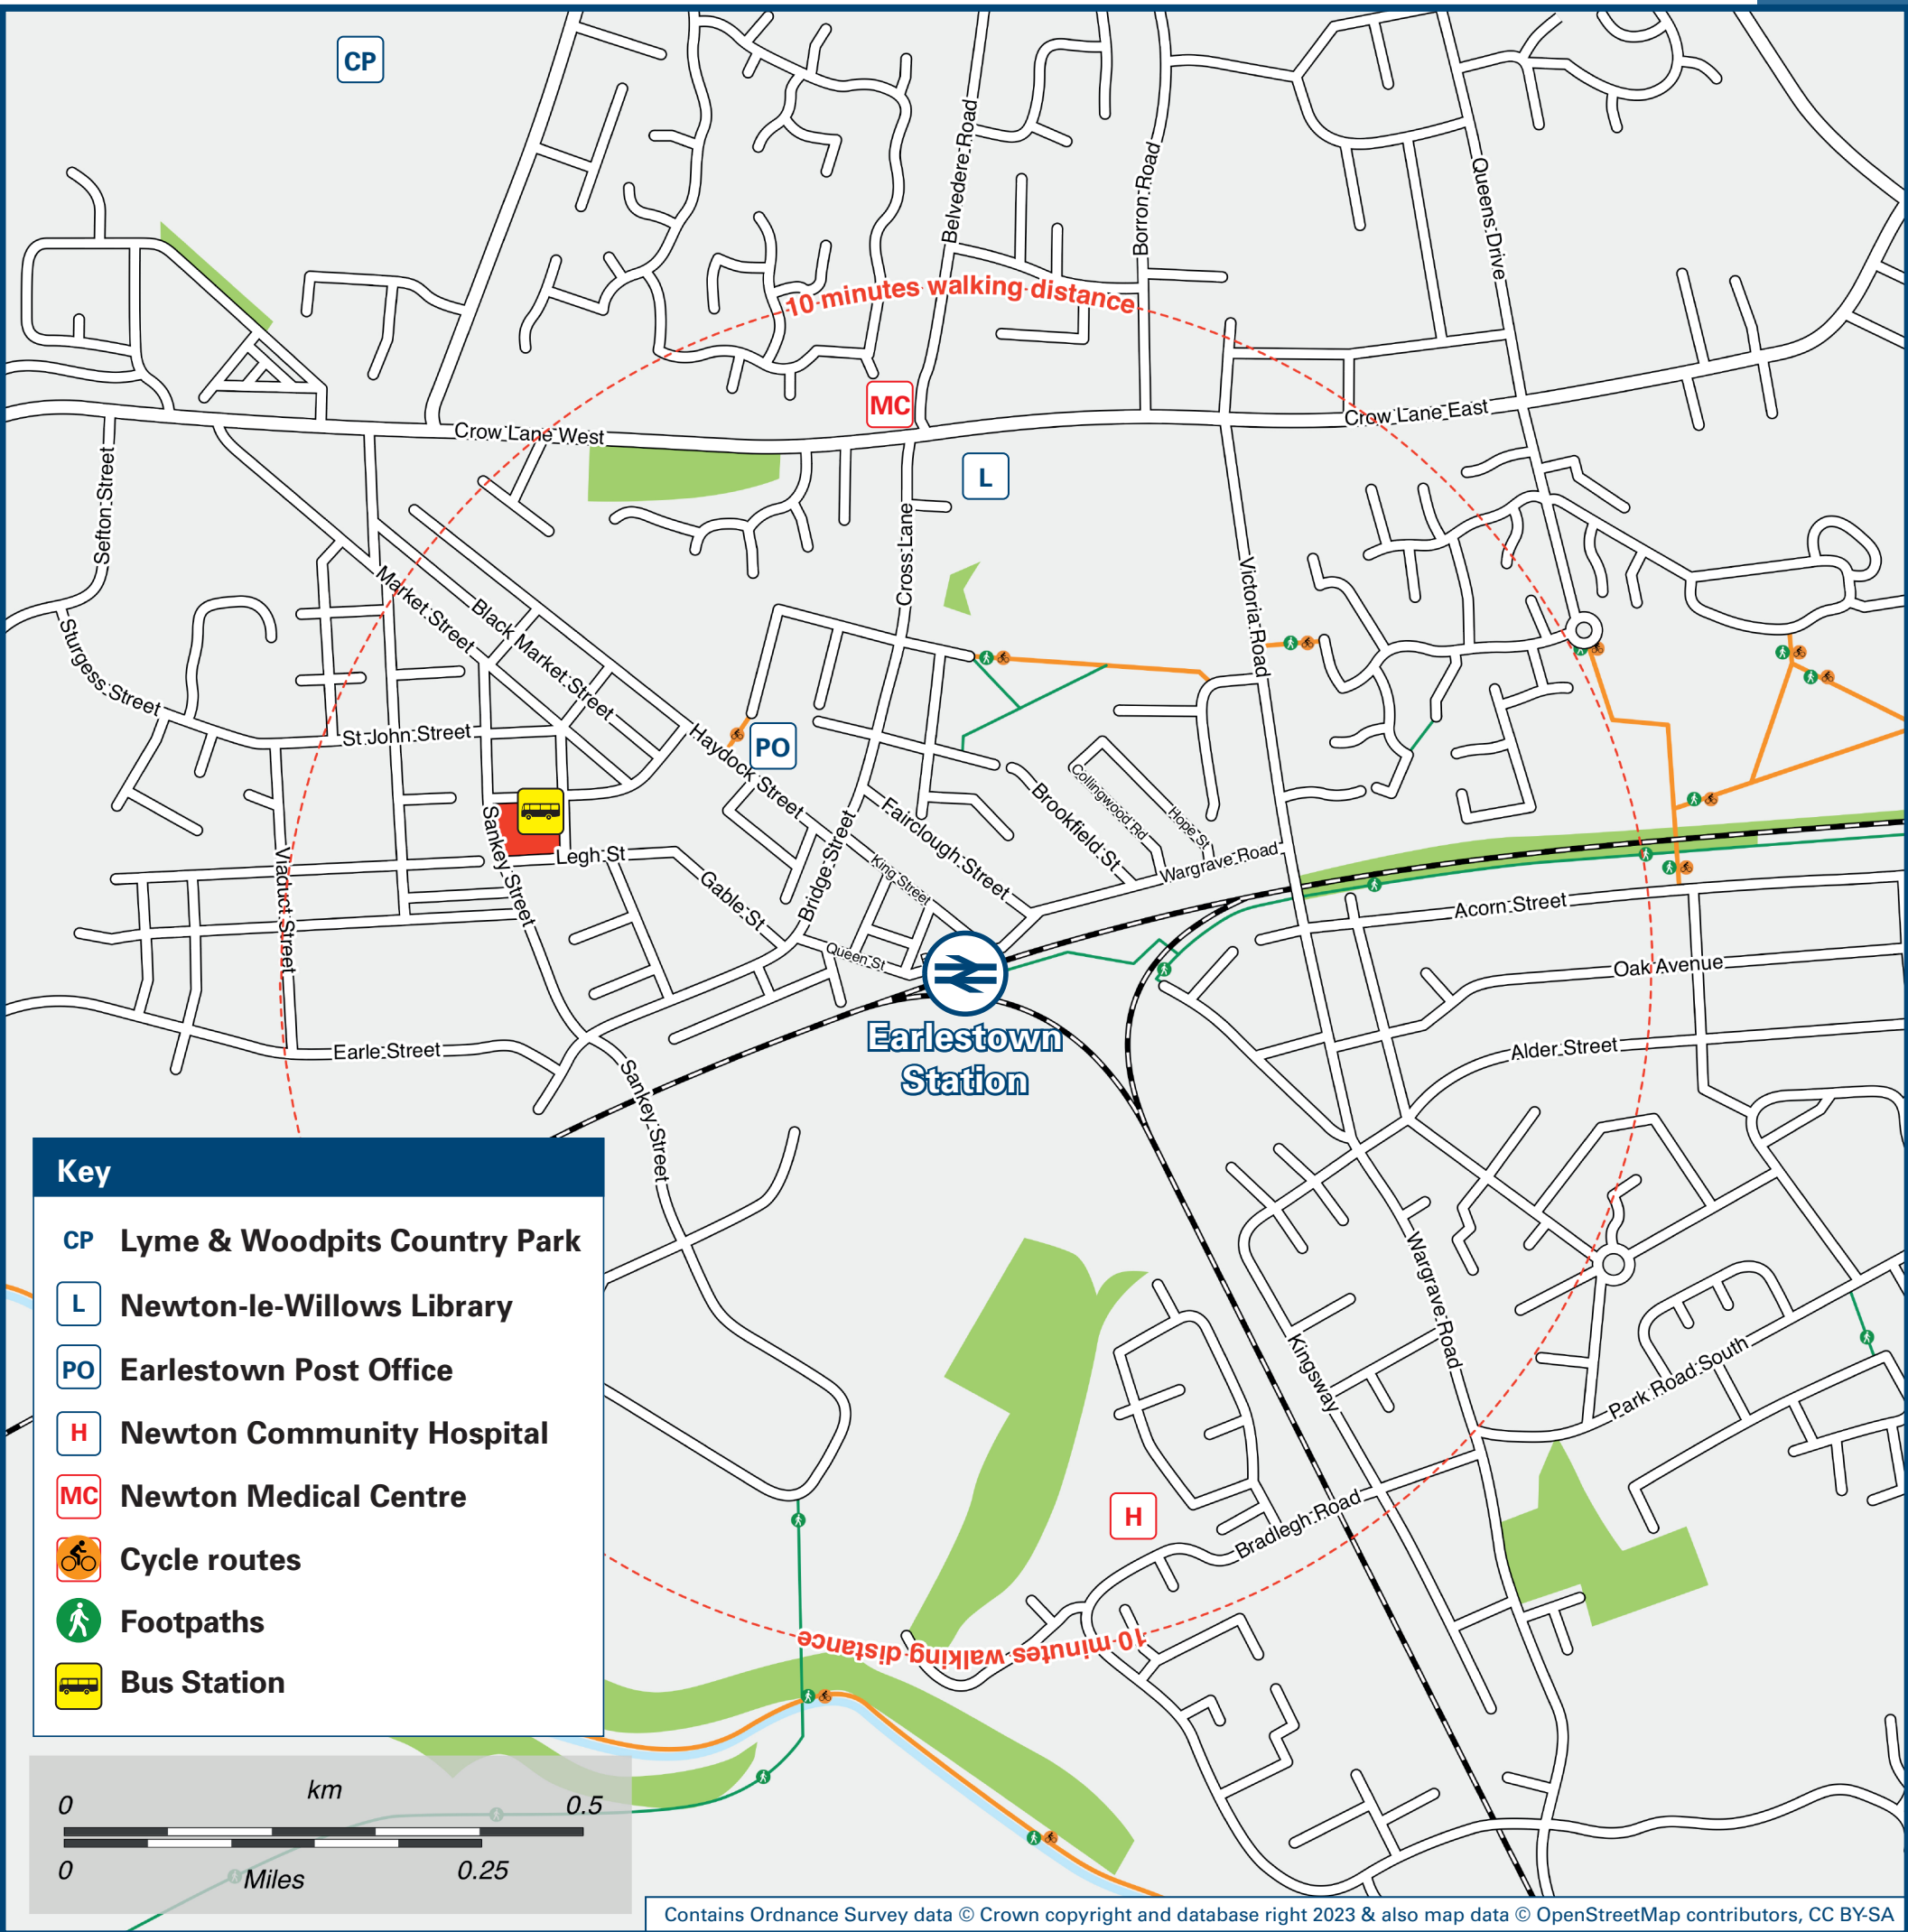 CP
Belvedere Road
Borron Road
Queens Drive
10 minutes walking distance
MC
Crow Lane West
Crow Lane East
L
Sefton Street
Cross Lane
Victoria Road
Market Street
Black Market Street
Sturgess Street
St John Street
Haydock Street
PO
Collingwood Rd
Hope St
Brookfield St
Fairclough Street
Wargrave Road
Sankey Street
Legh St
Bridge Street
King Street
Gable St
Viaduct Street
Queen St
Acorn Street
Oak Avenue
Earlestown
Station
Earle Street
Alder Street
Sankey Street
Wargrave Road
Kingsway
Park Road South
H
Bradlegh Road
10 minutes walking distance
Key
CP Lyme & Woodpits Country Park
L Newton-le-Willows Library
PO Earlestown Post Office
H Newton Community Hospital
MC Newton Medical Centre
Cycle routes
Footpaths
Bus Station
km
0 0.5
0 0.25
Miles
Contains Ordnance Survey data © Crown copyright and database right 2023 & also map data © OpenStreetMap contributors, CC BY-SA